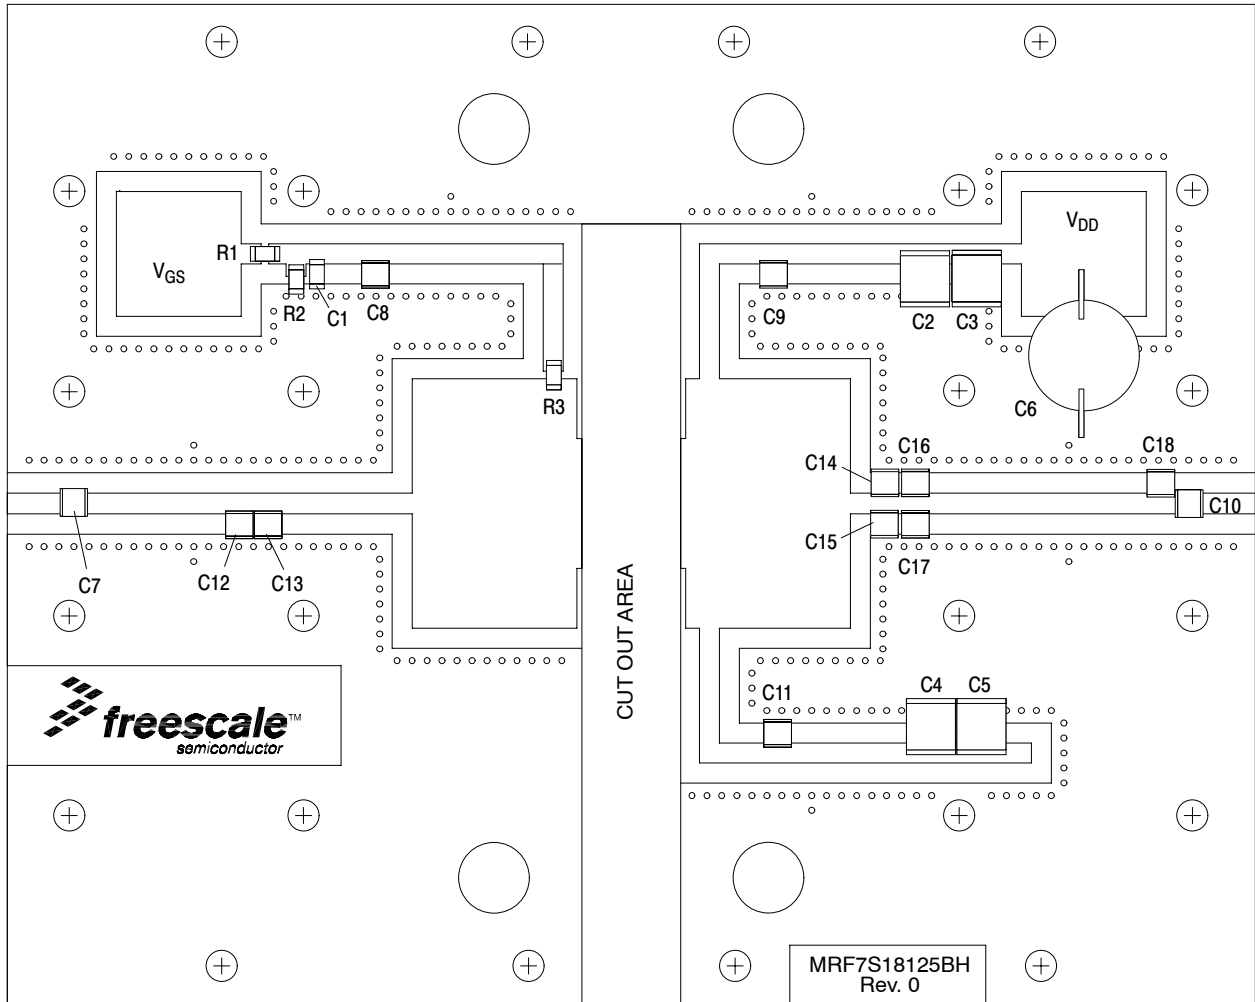 V_DD
R1
V_GS
R2
C1
C8
C9
C2
C3
R3
C6
C14
C16
C18
C10
C15
C17
C7
C12
C13
CUT OUT AREA
C11
C4
C5
freescale™
semiconductor
MRF7S18125BH
Rev. 0